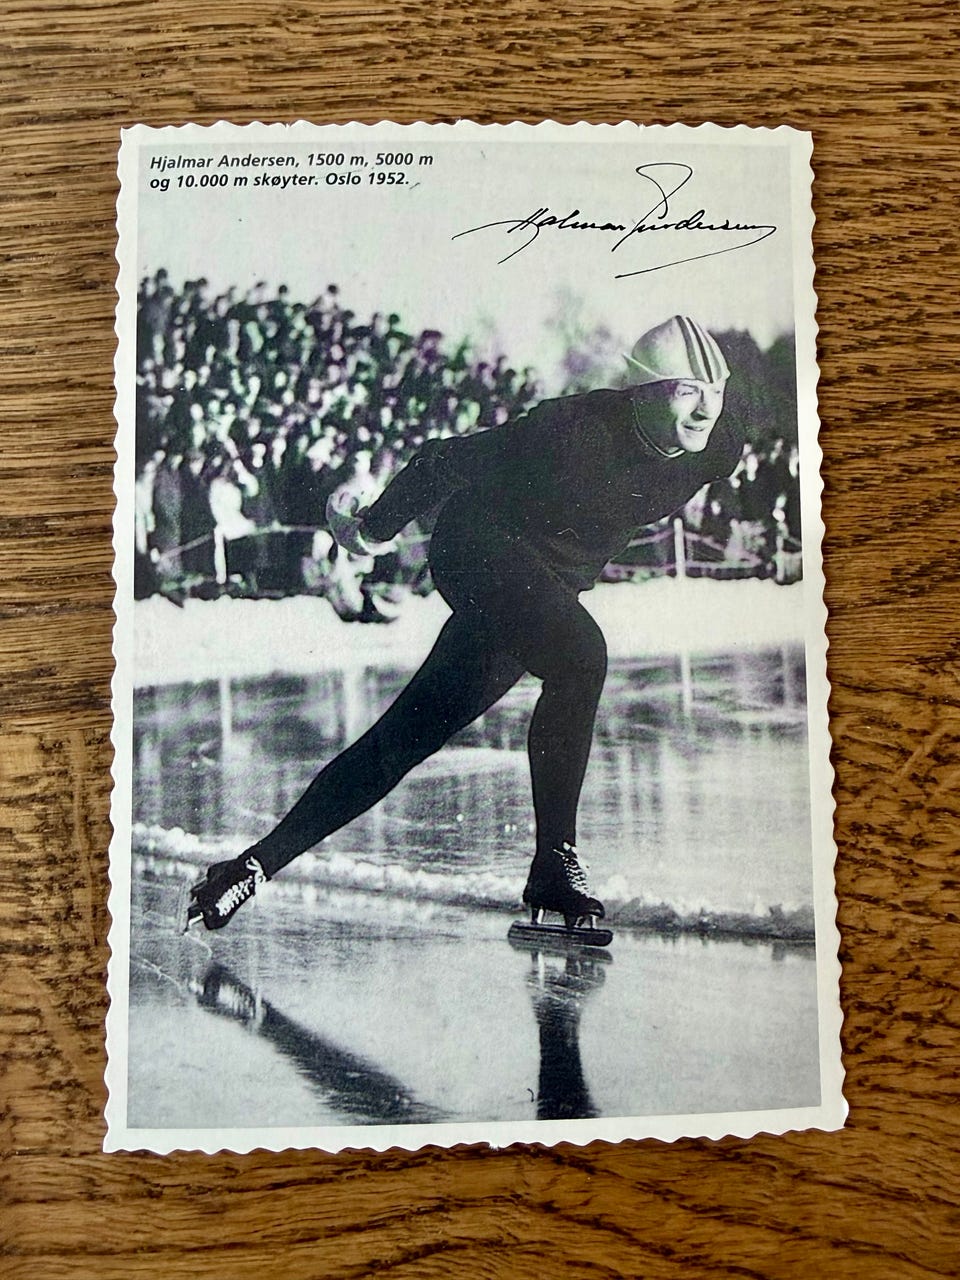 Hjalmar Andersen, 1500 m, 5000 m
og 10.000 m skøyter. Oslo 1952.
Hjalmar Andersen